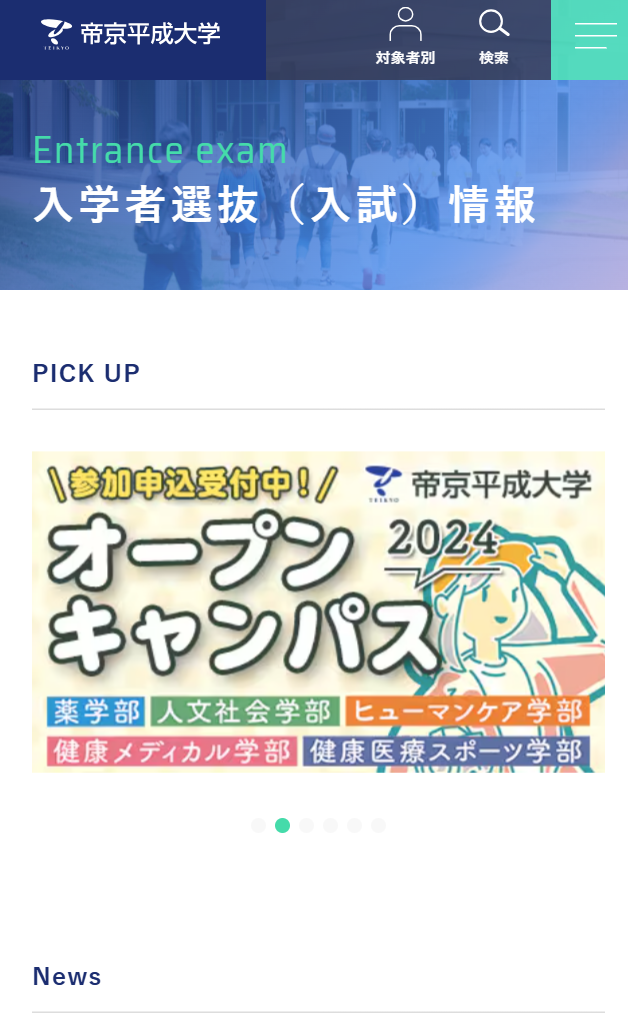 TEIKYO
帝京平成大学
対象者別
検索
Entrance exam
入学者選抜（入試）情報
PICK UP
\参加申込受付中！/
TEIKYO
帝京平成大学
オープン
2024
キャンパス
薬学部 人文社会学部 ヒューマンケア学部
健康メディカル学部 健康医療スポーツ学部
News